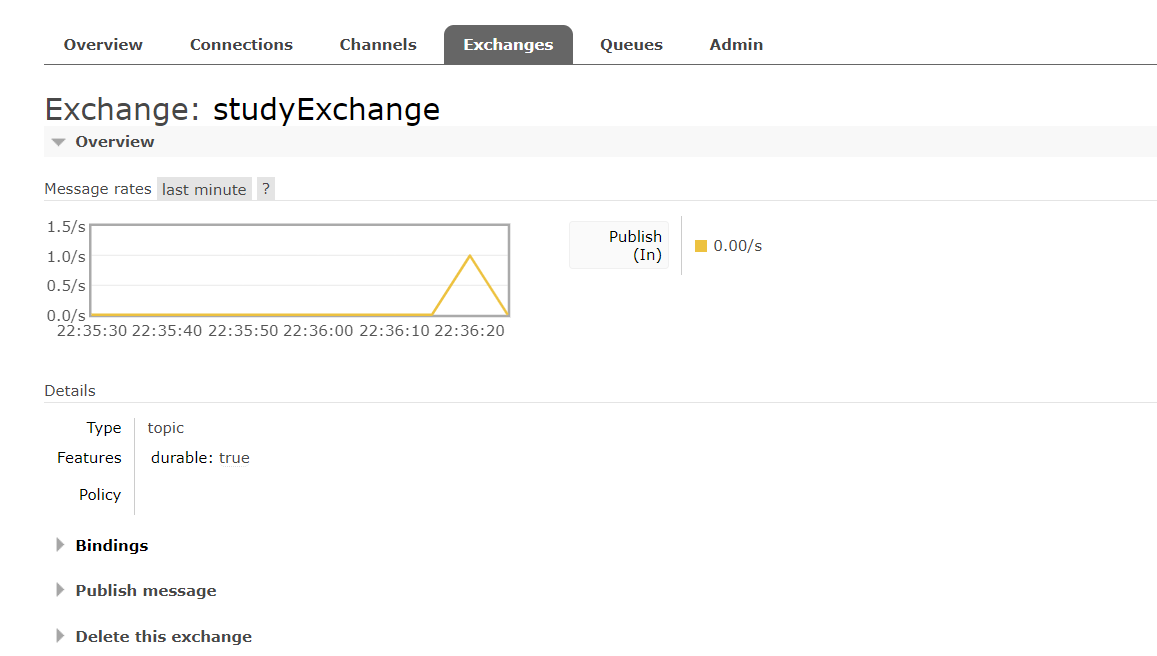 Overview Connections Channels Exchanges Queues Admin
Exchange: studyExchange
Overview
Message rates last minute ?
1.5/s
1.0/s
0.5/s
0.0/s
22:35:30 22:35:40 22:35:50 22:36:00 22:36:10 22:36:20
Publish
(In)
0.00/s
Details
Type topic
Features durable: true
Policy
Bindings
Publish message
Delete this exchange